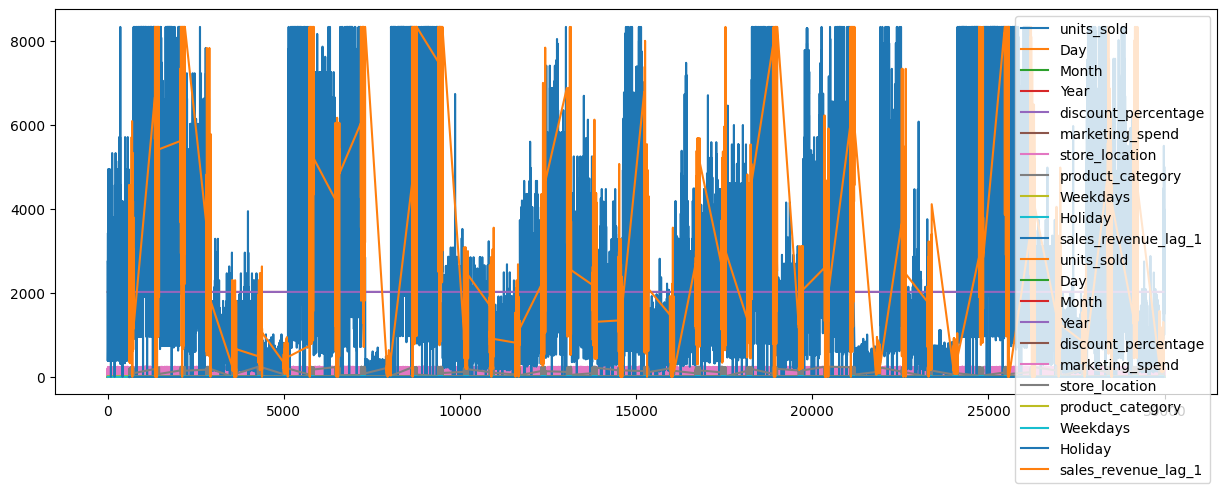 8000
6000
4000
2000
0
0
5000
10000
15000
20000
25000
30000
units_sold
Day
Month
Year
discount_percentage
marketing_spend
store_location
product_category
Weekdays
Holiday
sales_revenue_lag_1
units_sold
Day
Month
Year
discount_percentage
marketing_spend
store_location
product_category
Weekdays
Holiday
sales_revenue_lag_1